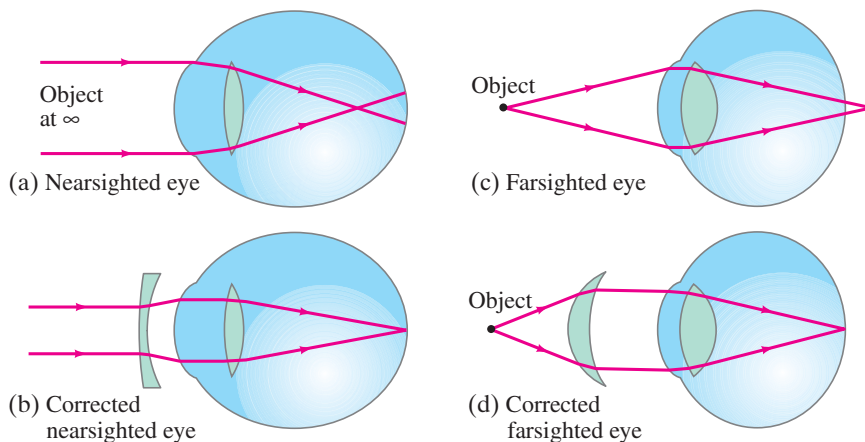 Object
at ∞
(a) Nearsighted eye
Object
(c) Farsighted eye
(b) Corrected
nearsighted eye
Object
(d) Corrected
farsighted eye